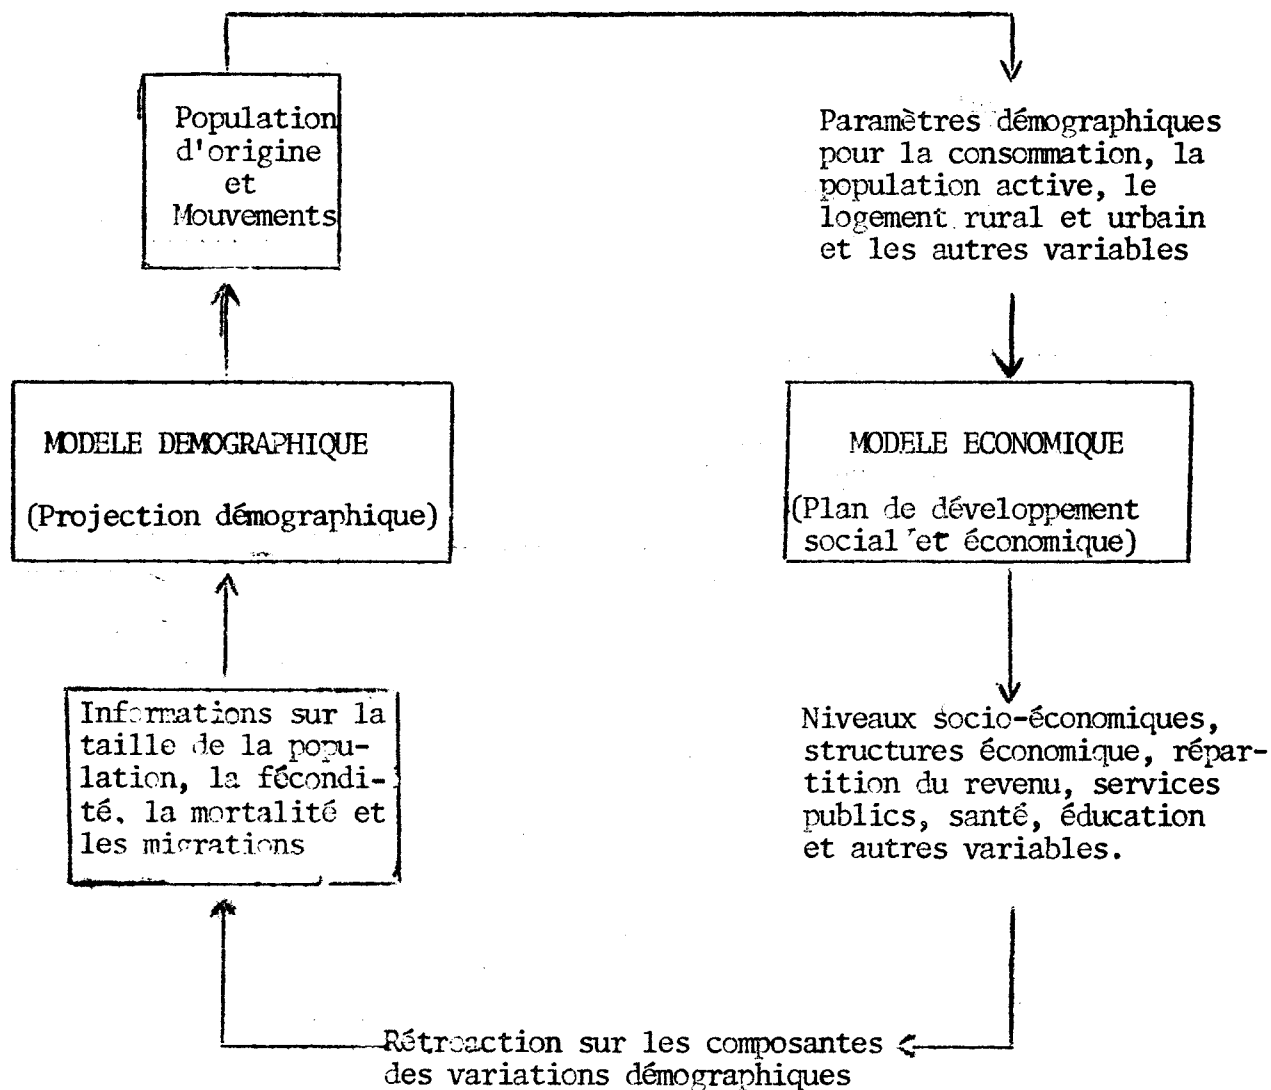 Population
d'origine
et
Mouvements
Paramètres démographiques
pour la consommation, la
population active, le
logement rural et urbain
et les autres variables
MODELE DEMOGRAPHIQUE
(Projection démographique)
MODELE ECONOMIQUE
(Plan de développement
social et économique)
Informations sur la
taille de la popu-
lation, la fécondi-
té, la mortalité et
les migrations
Niveaux socio-économiques,
structures économique, répar-
tition du revenu, services
publics, santé, éducation
et autres variables.
Rétroaction sur les composantes
des variations démographiques